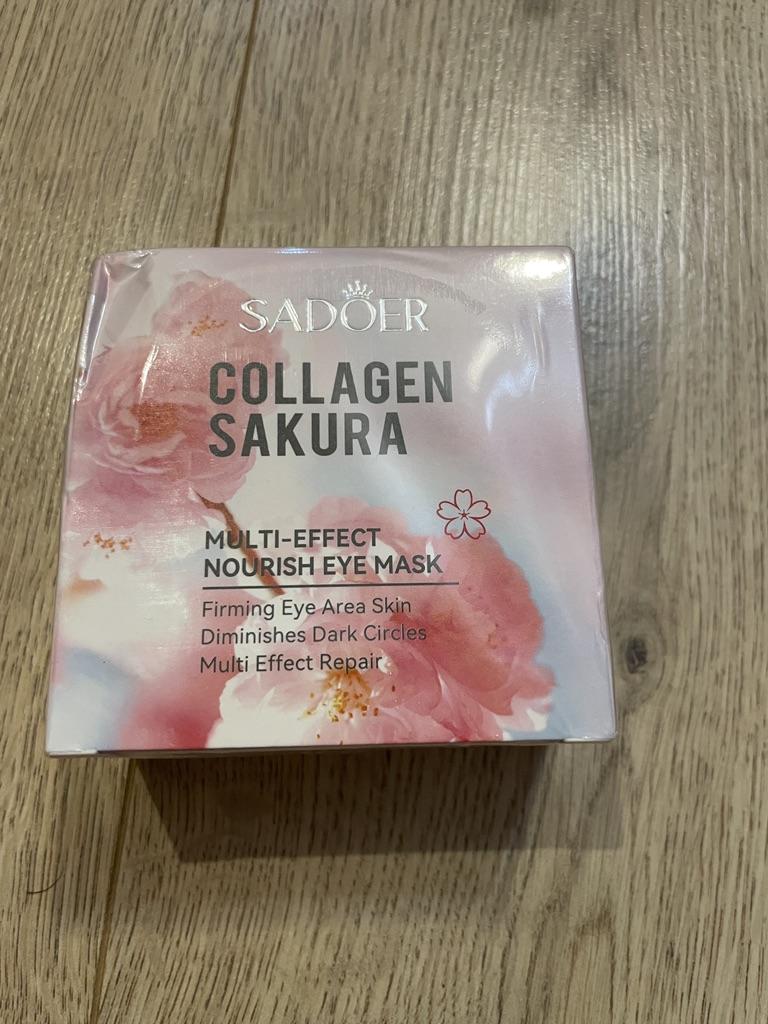 SADOER
COLLAGEN
SAKURA
MULTI-EFFECT
NOURISH EYE MASK
Firming Eye Area Skin
Diminishes Dark Circles
Multi Effect Repair